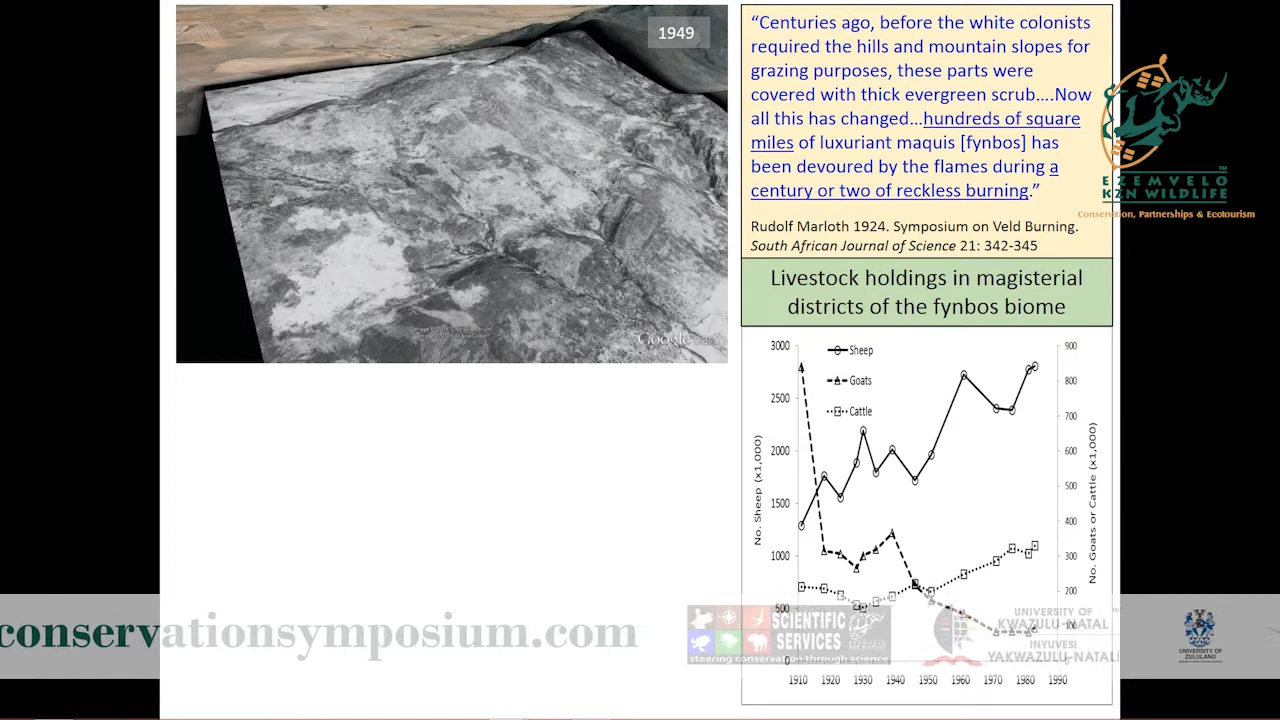 1949
Google
“Centuries ago, before the white colonists
required the hills and mountain slopes for
grazing purposes, these parts were
covered with thick evergreen scrub....Now
all this has changed...hundreds of square
miles of luxuriant maquis [fynbos] has
been devoured by the flames during a
century or two of reckless burning.”
Rudolf Marloth 1924. Symposium on Veld Burning.
South African Journal of Science 21: 342-345
EZEMVELO
KZN WILDLIFE
TM
Conservation, Partnerships & Ecotourism
Livestock holdings in magisterial
districts of the fynbos biome
Sheep
Goats
Cattle
No. Sheep (x1,000)
3000
2500
2000
1500
1000
500
0
No. Goats or Cattle (x1,000)
900
800
700
600
500
400
300
200
1910 1920 1930 1940 1950 1960 1970 1980 1990
conservationsymposium.com
SCIENTIFIC
SERVICES
steering conservation through science
UNIVERSITY OF
KWAZULU-NATAL
INYUVESI
YAKWAZULU-NATALI
UNIVERSITY OF
ZULULAND